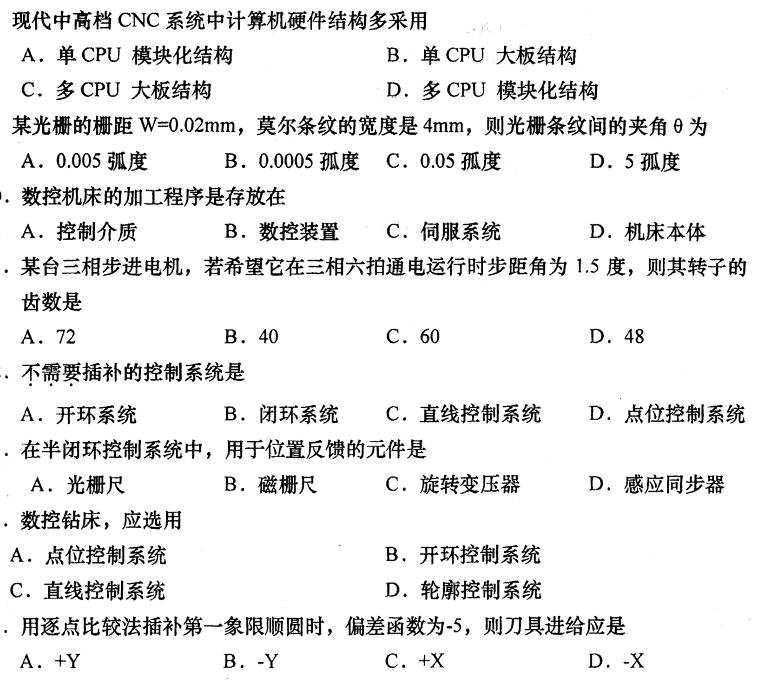 现代中高档 CNC 系统中计算机硬件结构多采用
A．单 CPU 模块化结构 B．单 CPU 大板结构
C．多 CPU 大板结构 D．多 CPU 模块化结构
某光栅的栅距 W=0.02mm，莫尔条纹的宽度是 4mm，则光栅条纹间的夹角 θ 为
A．0.005 弧度 B．0.0005 弧度 C．0.05 弧度 D．5 弧度
．数控机床的加工程序是存放在
A．控制介质 B．数控装置 C．伺服系统 D．机床本体
．某台三相步进电机，若希望它在三相六拍通电运行时步距角为 1.5 度，则其转子的
齿数是
A．72 B．40 C．60 D．48
．不需要插补的控制系统是
A．开环系统 B．闭环系统 C．直线控制系统 D．点位控制系统
．在半闭环控制系统中，用于位置反馈的元件是
A．光栅尺 B．磁栅尺 C．旋转变压器 D．感应同步器
．数控钻床，应选用
A．点位控制系统 B．开环控制系统
C．直线控制系统 D．轮廓控制系统
．用逐点比较法插补第一象限顺圆时，偏差函数为-5，则刀具进给应是
A．+Y B．-Y C．+X D．-X